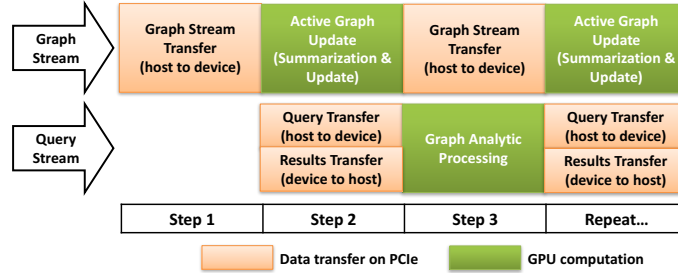 Graph
Stream
Graph Stream
Transfer
(host to device)
Active Graph
Update
(Summarization &
Update)
Graph Stream
Transfer
(host to device)
Active Graph
Update
(Summarization &
Update)
Query
Stream
Query Transfer
(host to device)
Results Transfer
(device to host)
Graph Analytic
Processing
Query Transfer
(host to device)
Results Transfer
(device to host)
Step 1
Step 2
Step 3
Repeat...
Data transfer on PCIe
GPU computation